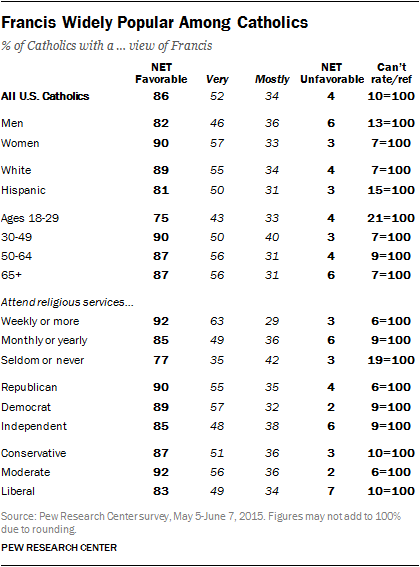 Francis Widely Popular Among Catholics
% of Catholics with a ... view of Francis
NET Favorable Very Mostly NET Unfavorable Can't rate/ref
All U.S. Catholics 86 52 34 4 10=100
Men 82 46 36 6 13=100
Women 90 57 33 3 7=100
White 89 55 34 4 7=100
Hispanic 81 50 31 3 15=100
Ages 18-29 75 43 33 4 21=100
30-49 90 50 40 3 7=100
50-64 87 56 31 4 9=100
65+ 87 56 31 6 7=100
Attend religious services...
Weekly or more 92 63 29 3 6=100
Monthly or yearly 85 49 36 6 9=100
Seldom or never 77 35 42 3 19=100
Republican 90 55 35 4 6=100
Democrat 89 57 32 2 9=100
Independent 85 48 38 6 9=100
Conservative 87 51 36 3 10=100
Moderate 92 56 36 2 6=100
Liberal 83 49 34 7 10=100
Source: Pew Research Center survey, May 5-June 7, 2015. Figures may not add to 100%
due to rounding.
PEW RESEARCH CENTER